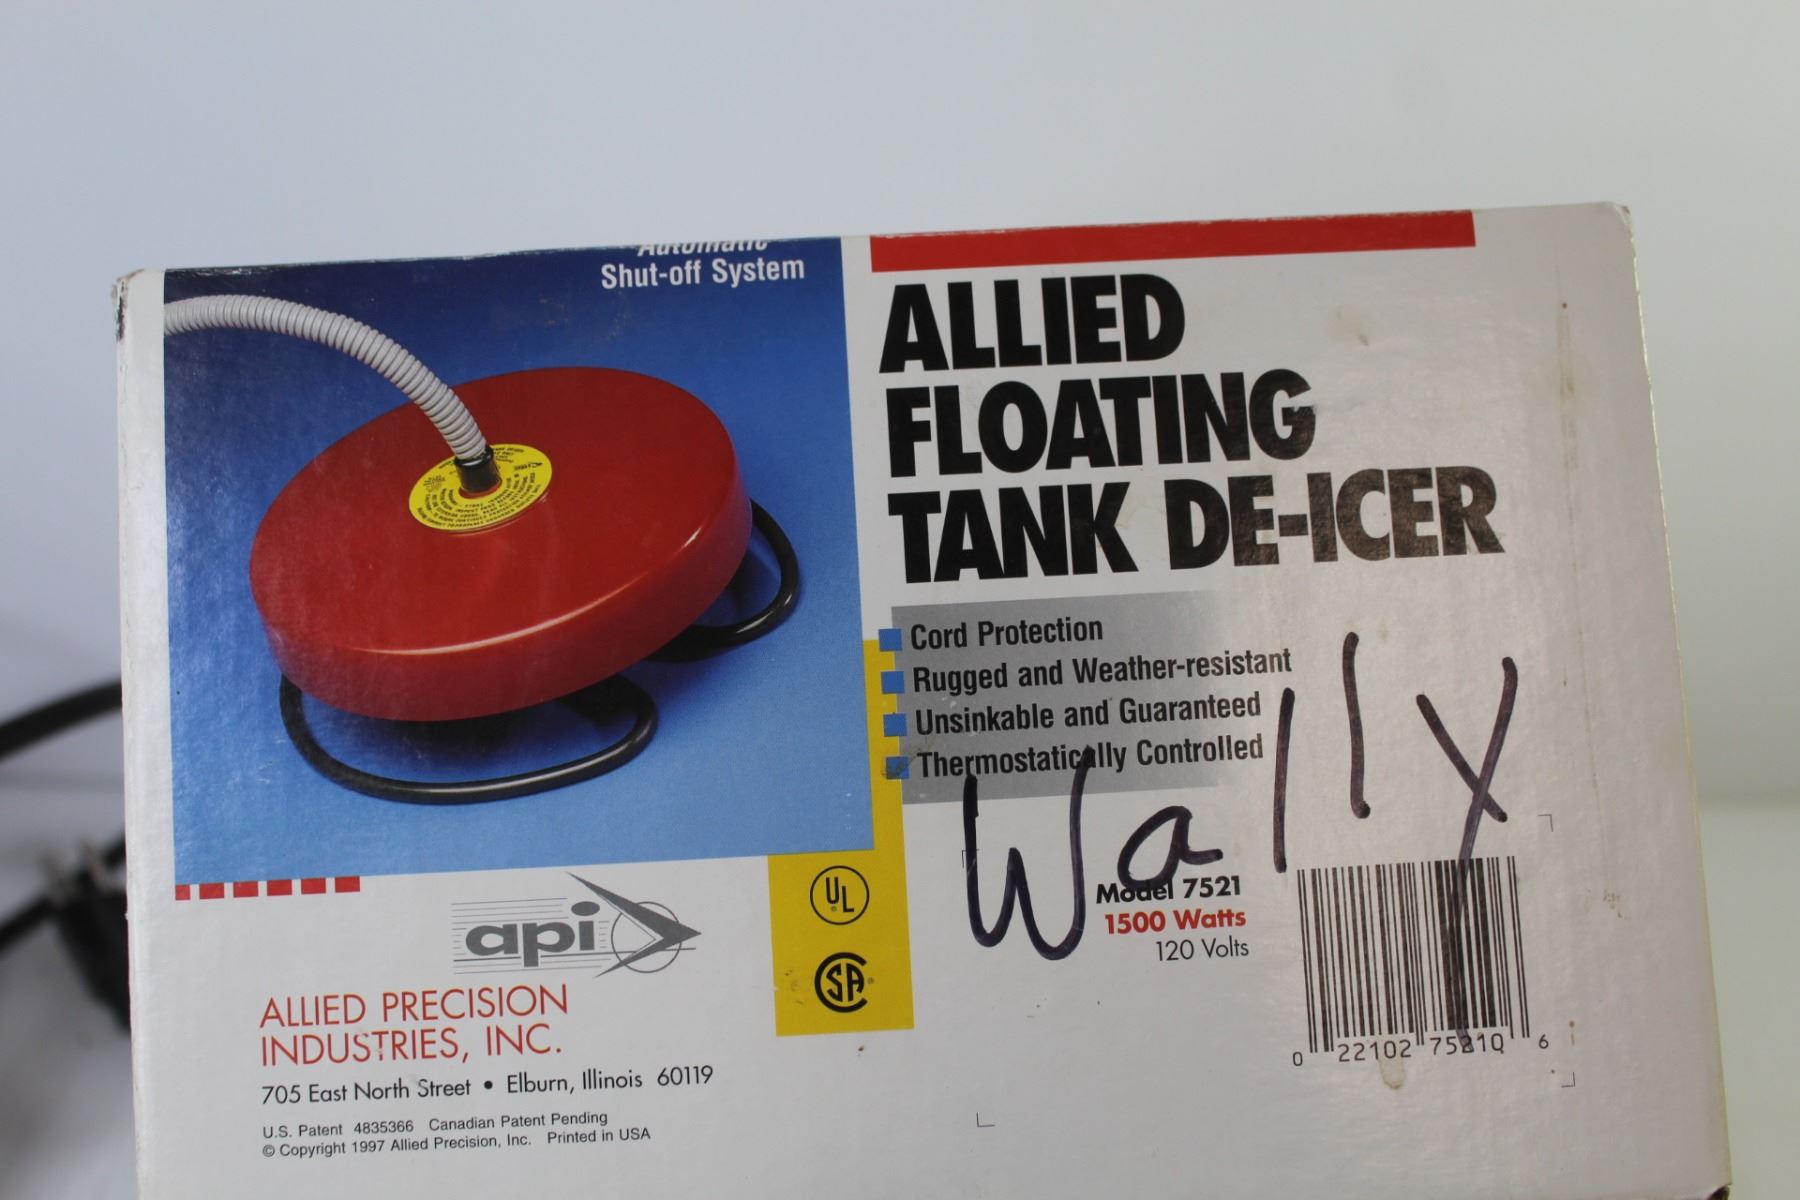 Automatic
Shut-off System
ALLIED
FLOATING
TANK DE-ICER
Cord Protection
Rugged and Weather-resistant
Unsinkable and Guaranteed
Thermostatically Controlled
Wally
Model 7521
1500 Watts
120 Volts
UL
SA
api
ALLIED PRECISION
INDUSTRIES, INC.
705 East North Street • Elburn, Illinois 60119
U.S. Patent 4835366 Canadian Patent Pending
© Copyright 1997 Allied Precision, Inc. Printed in USA
0 22102 75210 6